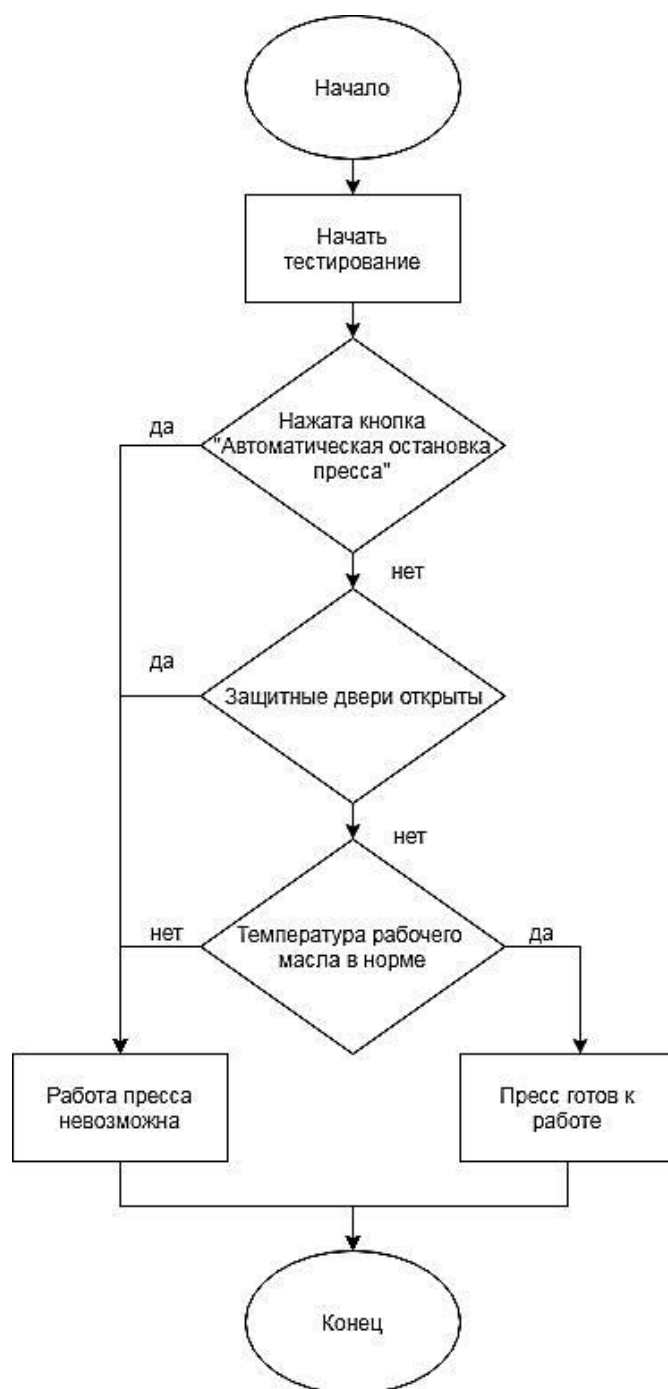 Начало
Начать
тестирование
да
Нажата кнопка
"Автоматическая остановка
пресса"
нет
да
Защитные двери открыты
нет
нет
Температура рабочего
масла в норме
да
Работа пресса
невозможна
Пресс готов к
работе
Конец